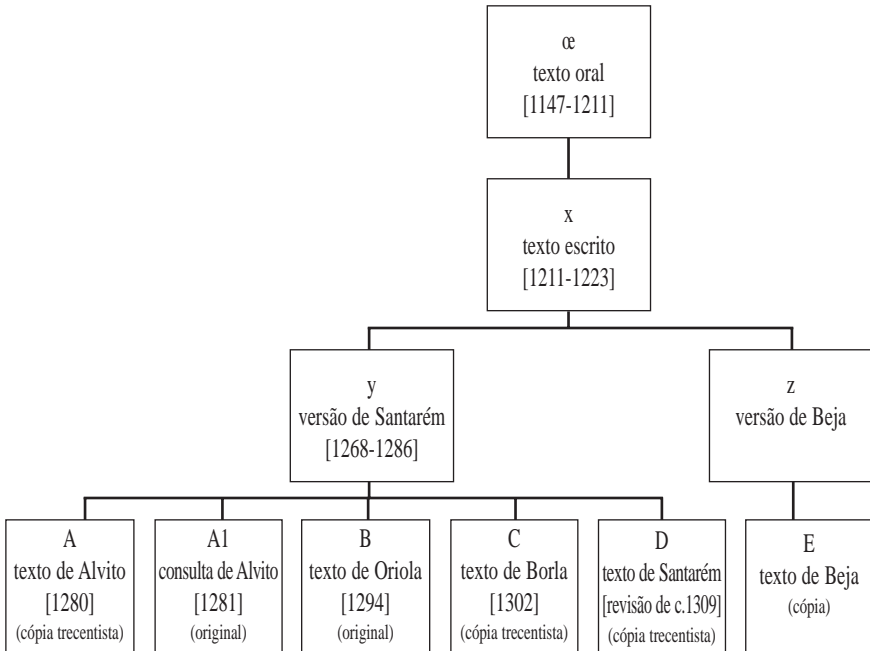 œ
texto oral
[1147-1211]
x
texto escrito
[1211-1223]
y
versão de Santarém
[1268-1286]
z
versão de Beja
A
texto de Alvito
[1280]
(cópia trecentista)
A1
consulta de Alvito
[1281]
(original)
B
texto de Oriola
[1294]
(original)
C
texto de Borla
[1302]
(cópia trecentista)
D
texto de Santarém
[revisão de c.1309]
(cópia trecentista)
E
texto de Beja
(cópia)